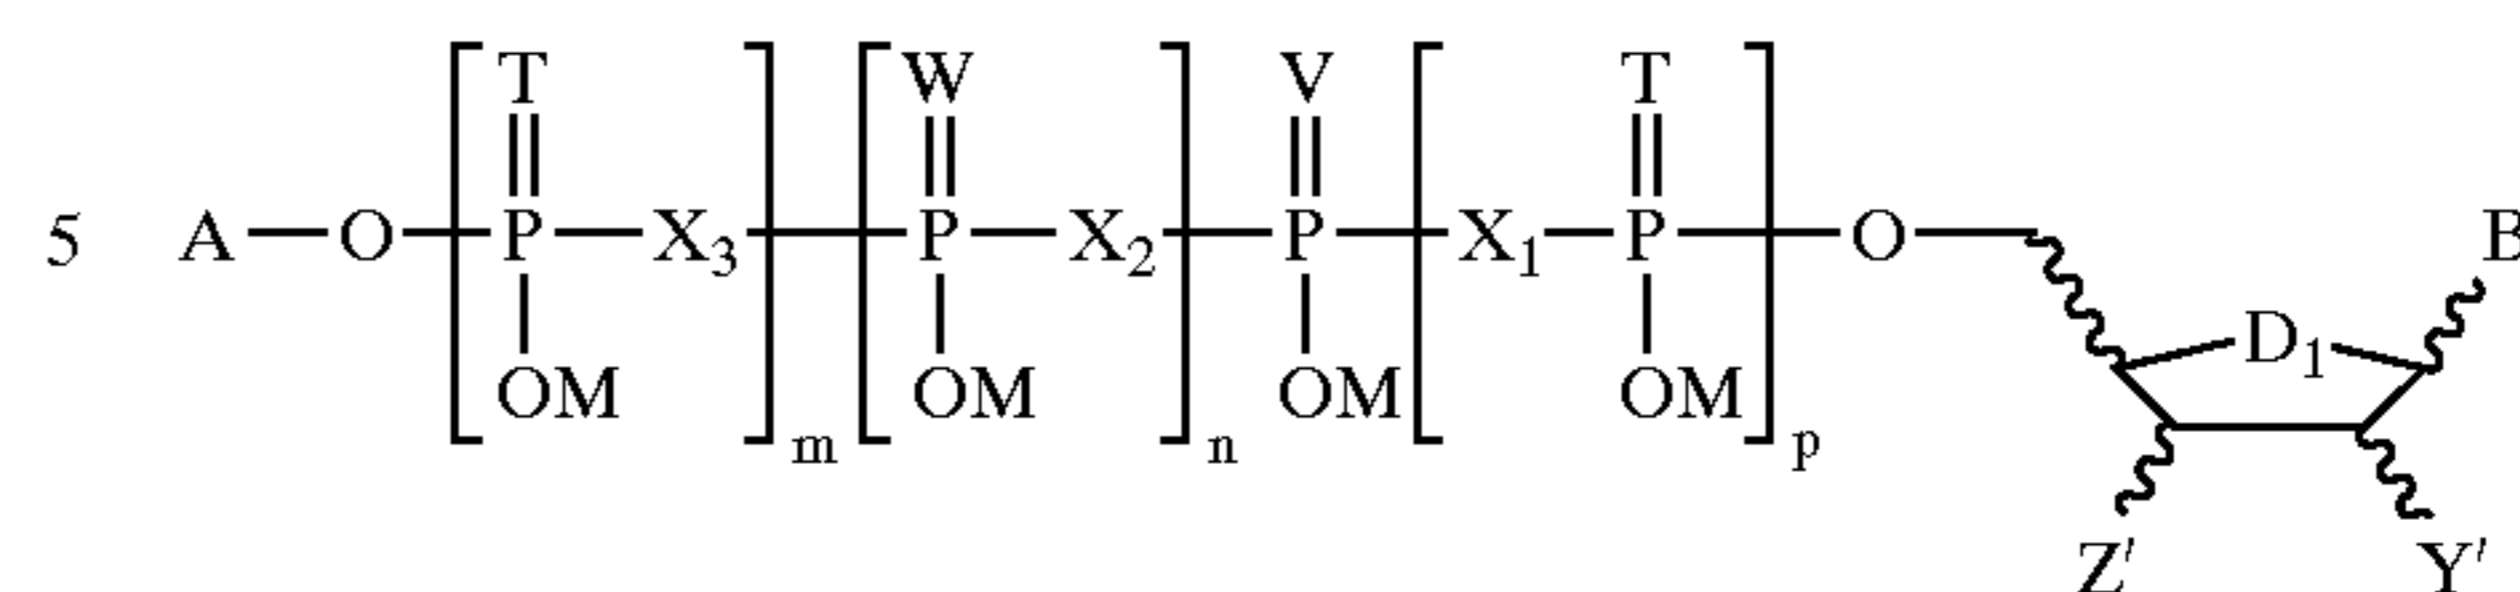 T W V T
5 A O P X3 P X2 P X1 P O B
D1
OM OM OM OM
m n p
Z' Y'